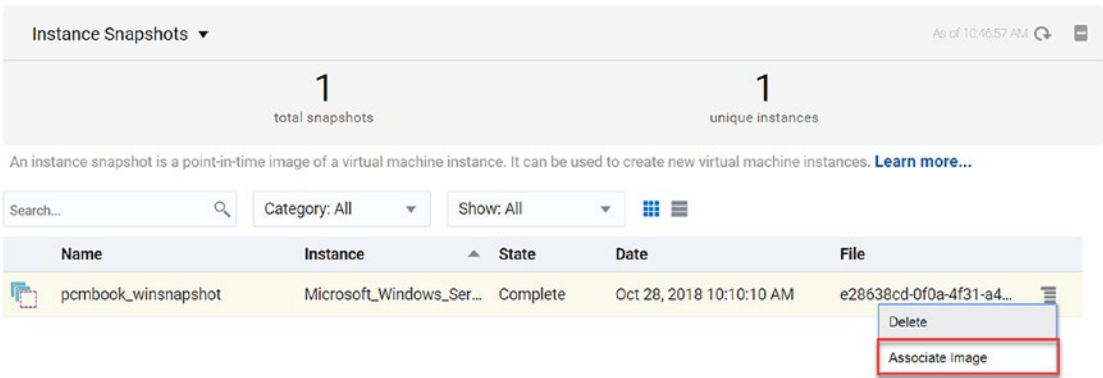 Instance Snapshots
As of 10:46:57 AM
1
total snapshots
1
unique instances
An instance snapshot is a point-in-time image of a virtual machine instance. It can be used to create new virtual machine instances. Learn more...
Search...
Category: All
Show: All
Name Instance State Date File
pcmbook_winsnapshot Microsoft_Windows_Ser... Complete Oct 28, 2018 10:10:10 AM e28638cd-0f0a-4f31-a4...
Delete
Associate Image